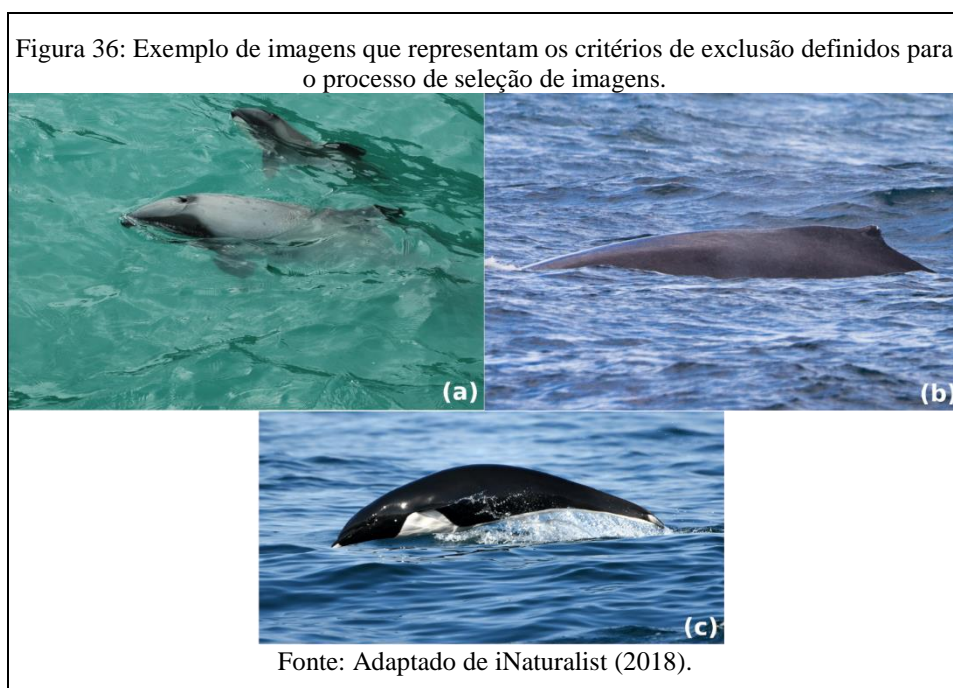 Figura 36: Exemplo de imagens que representam os critérios de exclusão definidos para
o processo de seleção de imagens.
(a)
(b)
(c)
Fonte: Adaptado de iNaturalist (2018).